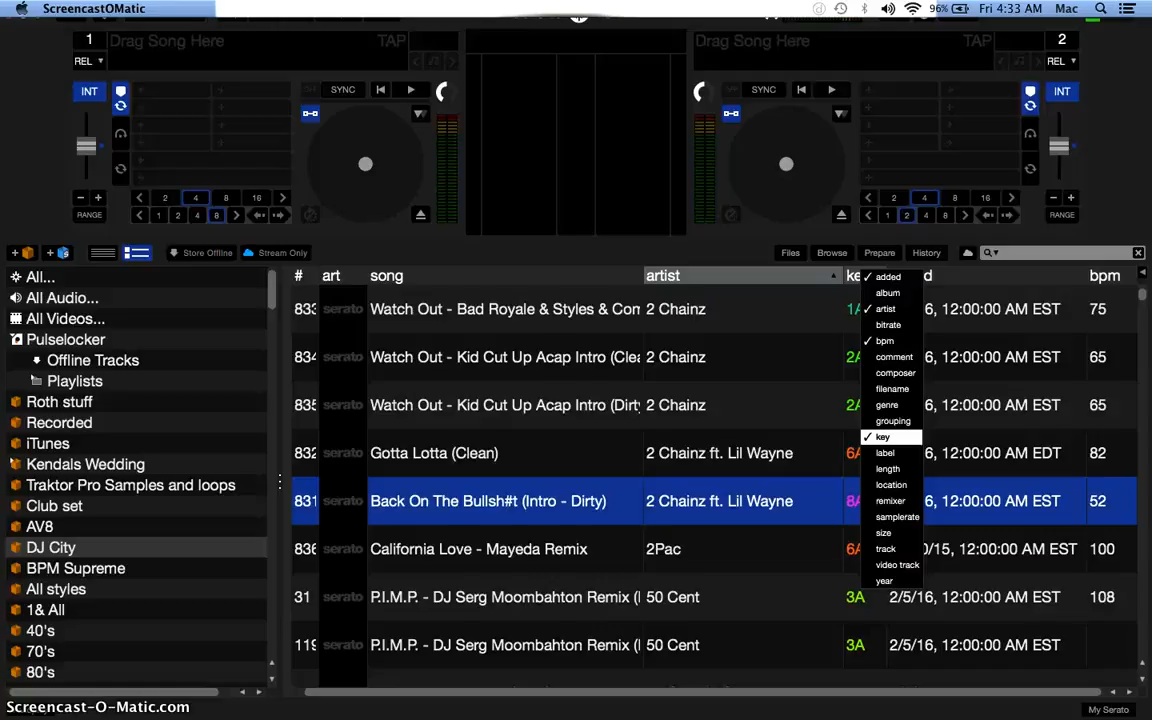 ScreencastOMatic
96%
Fri 4:33 AM
Mac
1
Drag Song Here
TAP
REL
Drag Song Here
TAP
2
REL
INT
SYNC
SYNC
INT
2 4 8 16
2 4 8 16
RANGE
1 2 4 8
1 2 4 8
RANGE
Store Offline
Stream Only
Files
Browse
Prepare
History
All...
All Audio...
All Videos...
Pulselocker
Offline Tracks
Playlists
Roth stuff
Recorded
iTunes
Kendals Wedding
Traktor Pro Samples and loops
Club set
AV8
DJ City
BPM Supreme
All styles
1& All
40's
70's
80's
# art song artist ke d bpm
833 serato Watch Out - Bad Royale & Styles & Com 2 Chainz 1A 6, 12:00:00 AM EST 75
834 serato Watch Out - Kid Cut Up Acap Intro (Clea 2 Chainz 2A 6, 12:00:00 AM EST 65
835 serato Watch Out - Kid Cut Up Acap Intro (Dirty 2 Chainz 2A 6, 12:00:00 AM EST 65
832 serato Gotta Lotta (Clean) 2 Chainz ft. Lil Wayne 6A 6, 12:00:00 AM EDT 82
831 serato Back On The Bullsh#t (Intro - Dirty) 2 Chainz ft. Lil Wayne 8A 6, 12:00:00 AM EST 52
836 serato California Love - Mayeda Remix 2Pac 6A 0/15, 12:00:00 AM EST 100
31 serato P.I.M.P. - DJ Serg Moombahton Remix ( 50 Cent 3A 2/5/16, 12:00:00 AM EST 108
119 serato P.I.M.P. - DJ Serg Moombahton Remix ( 50 Cent 3A 2/5/16, 12:00:00 AM EST
✓ added
album
✓ artist
bitrate
✓ bpm
comment
composer
filename
genre
grouping
✓ key
label
length
location
remixer
samplerate
size
track
video track
year
Screencast-O-Matic.com
My Serato